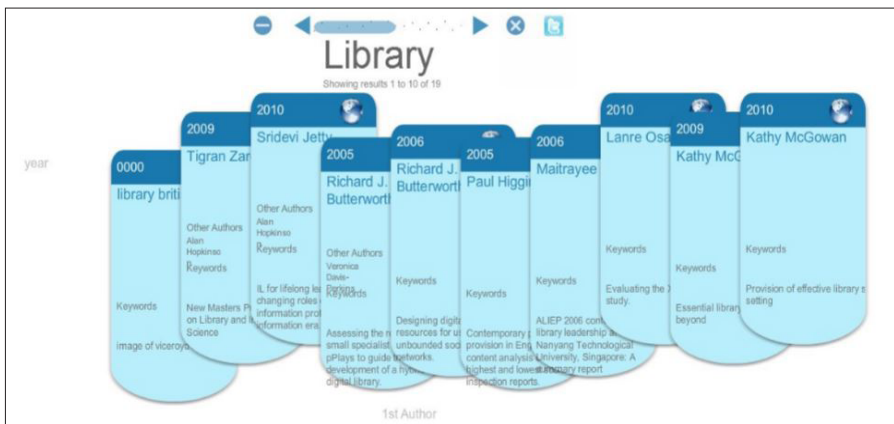 Library
Showing results 1 to 10 of 19
year
0000
library briti
Keywords
image of viceroy
2009
Tigran Zar
Other Authors
Alan
Hopkinso
Keywords
New Masters P
on Library and I
Science
2010
Sridevi Jetty
Other Authors
Alan
Hopkinso
Keywords
IL for lifelong lea
changing roles
information prof
information era
2005
Richard J.
Butterworth
Other Authors
Veronica
Davis-
Perkins
Keywords
Assessing the n
small specialist
pPlays to guide
development of a hyb
digital library.
2006
Richard J.
Butterworth
Keywords
Designing digita
resources for u
unbounded soc
networks.
2005
Paul Higgi
Keywords
Contemporary p
provision in Eng
content analysis
highest and lowest
inspection reports.
2006
Maitrayee
Keywords
ALIEP 2006 con
library leadership a
Nanyang Technological
University, Singapore: A
summary report
2010
Lanre Osa
Keywords
Evaluating the X
study.
2009
Kathy McG
Keywords
Essential library
beyond
2010
Kathy McGowan
Keywords
Provision of effective library s
setting
1st Author